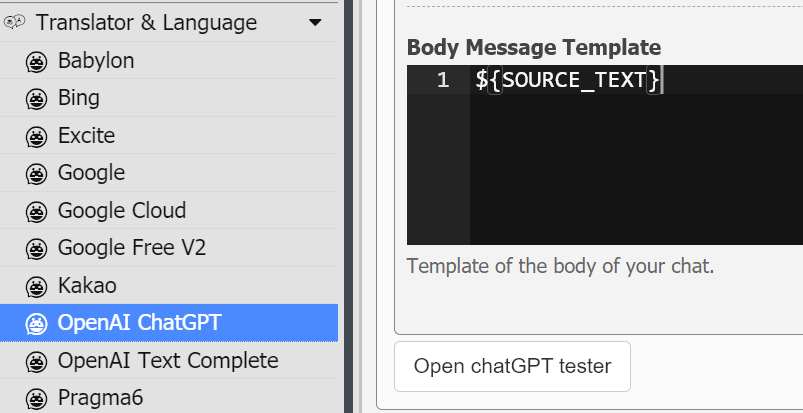 Translator & Language
Babylon
Bing
Excite
Google
Google Cloud
Google Free V2
Kakao
OpenAI ChatGPT
OpenAI Text Complete
Pragma6
Body Message Template
1 ${SOURCE_TEXT}
Template of the body of your chat.
Open chatGPT tester